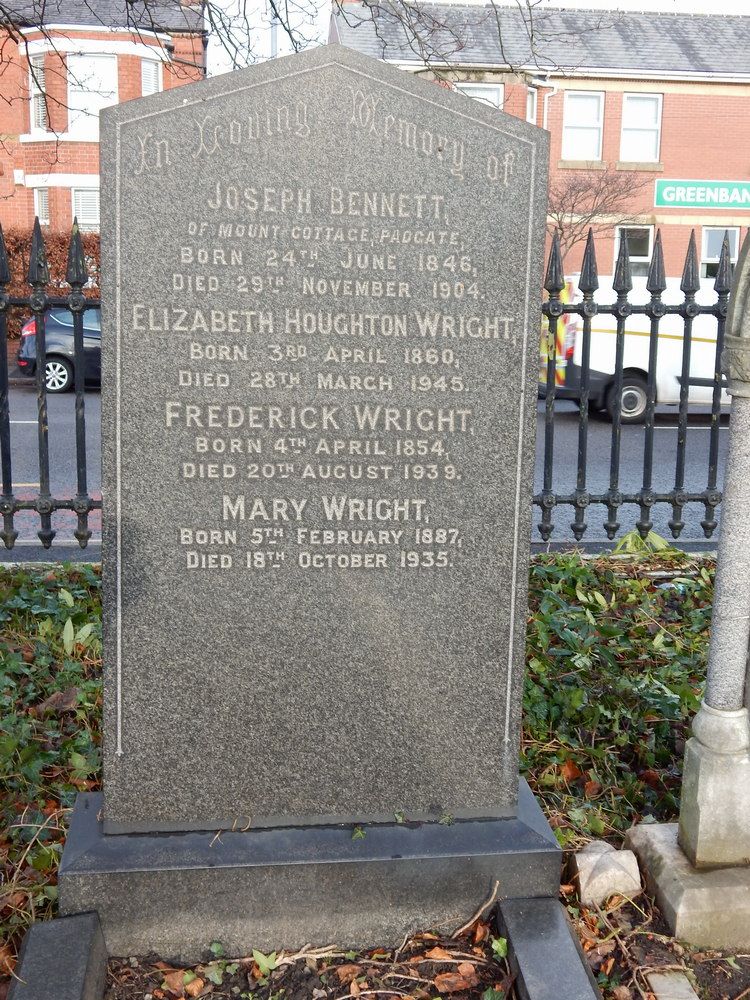 In Loving Memory of
JOSEPH BENNETT,
OF MOUNT COTTAGE, PADGATE,
BORN 24TH JUNE 1846,
DIED 29TH NOVEMBER 1904.
ELIZABETH HOUGHTON WRIGHT,
BORN 3RD APRIL 1860,
DIED 28TH MARCH 1945.
FREDERICK WRIGHT,
BORN 4TH APRIL 1854,
DIED 20TH AUGUST 1939.
MARY WRIGHT,
BORN 5TH FEBRUARY 1887,
DIED 18TH OCTOBER 1935.
GREENBAN